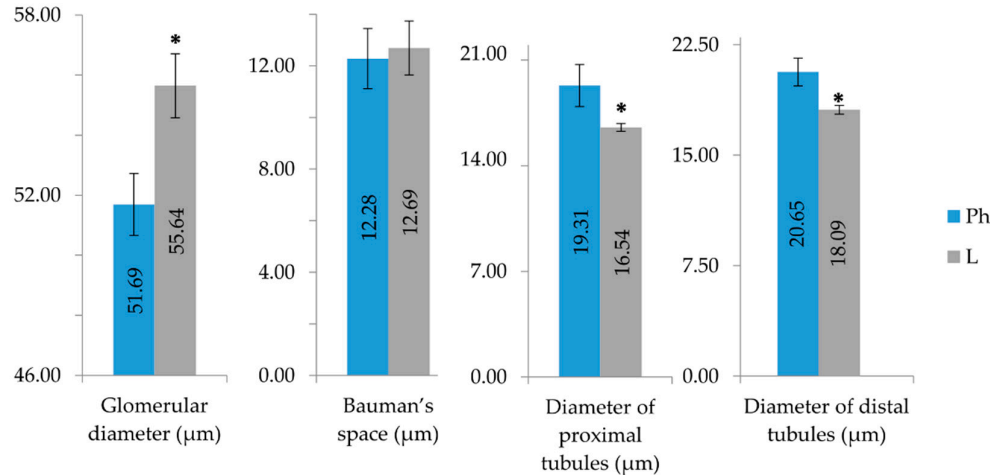 58.00
52.00
46.00
*
51.69
55.64
Glomerular
diameter (μm)
12.00
8.00
4.00
0.00
12.28
12.69
Bauman’s
space (μm)
21.00
14.00
7.00
0.00
*
19.31
16.54
Diameter of
proximal
tubules (μm)
22.50
15.00
7.50
0.00
*
20.65
18.09
Diameter of distal
tubules (μm)
Ph
L